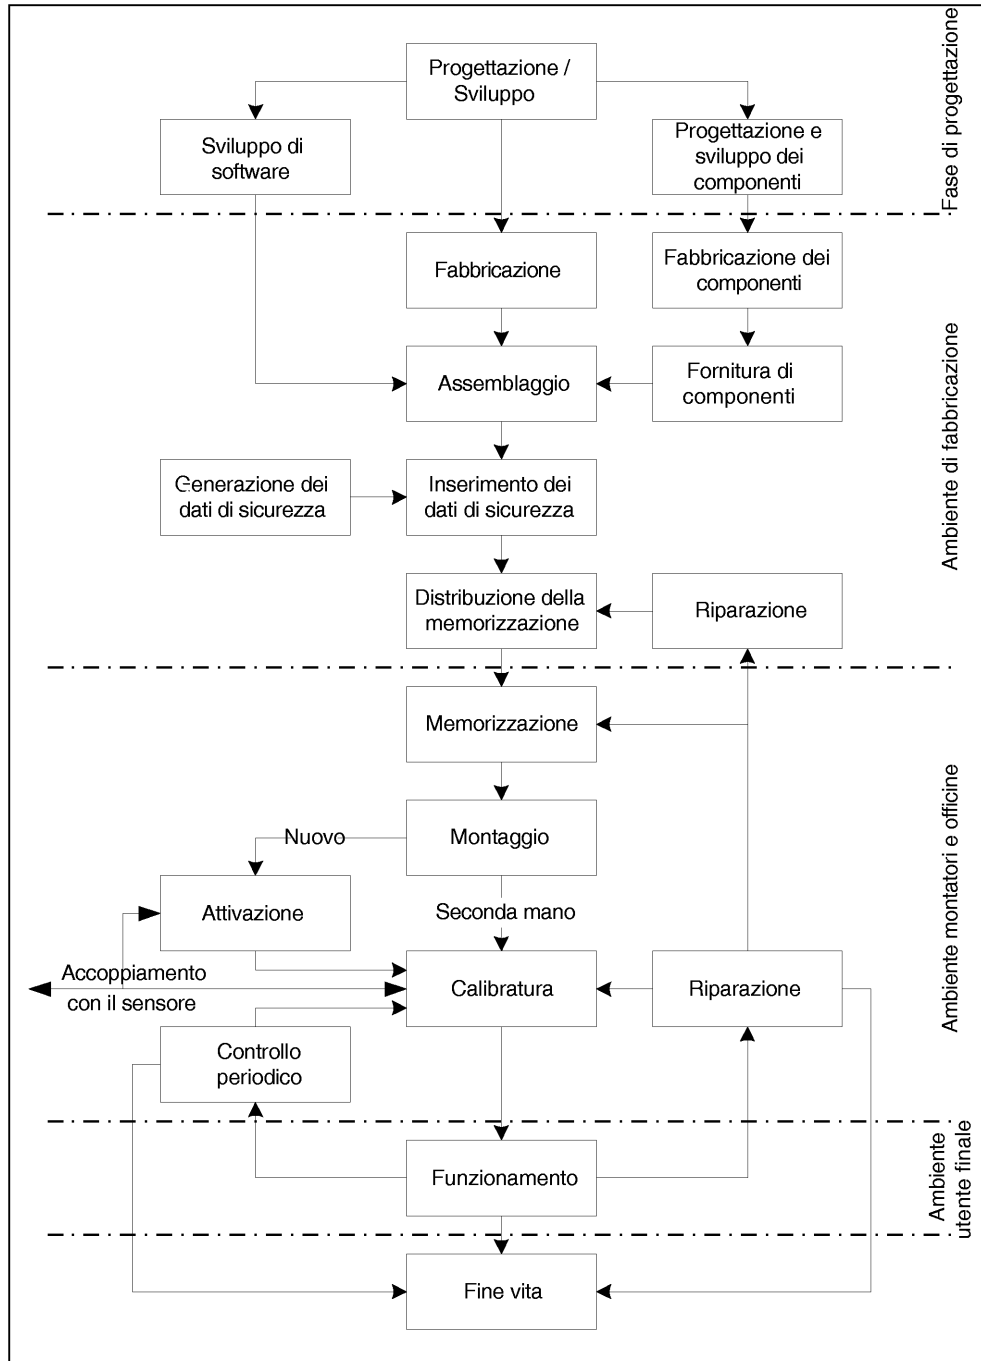 Progettazione /
Sviluppo
Sviluppo di
software
Progettazione e
sviluppo dei
componenti
Fase di progettazione
Fabbricazione
Fabbricazione dei
componenti
Assemblaggio
Fornitura di
componenti
Generazione dei
dati di sicurezza
Inserimento dei
dati di sicurezza
Distribuzione della
memorizzazione
Riparazione
Ambiente di fabbricazione
Memorizzazione
Nuovo
Montaggio
Attivazione
Seconda mano
Accoppiamento
con il sensore
Calibratura
Riparazione
Controllo
periodico
Ambiente montatori e officine
Funzionamento
Ambiente
utente finale
Fine vita